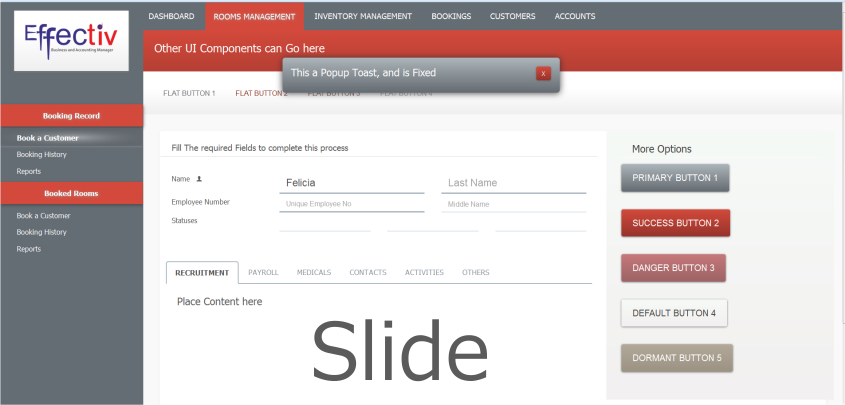 Effectiv
Business and Accounting Manager
DASHBOARD ROOMS MANAGEMENT INVENTORY MANAGEMENT BOOKINGS CUSTOMERS ACCOUNTS
Other UI Components can Go here
This a Popup Toast, and is Fixed x
FLAT BUTTON 1 FLAT BUTTON 2 FLAT BUTTON 3 FLAT BUTTON 4
Booking Record
Book a Customer
Booking History
Reports
Booked Rooms
Book a Customer
Booking History
Reports
Fill The required Fields to complete this process
Name Felicia Last Name
Employee Number Unique Employee No Middle Name
Statuses
RECRUITMENT PAYROLL MEDICALS CONTACTS ACTIVITIES OTHERS
Place Content here
Slide
More Options
PRIMARY BUTTON 1
SUCCESS BUTTON 2
DANGER BUTTON 3
DEFAULT BUTTON 4
DORMANT BUTTON 5